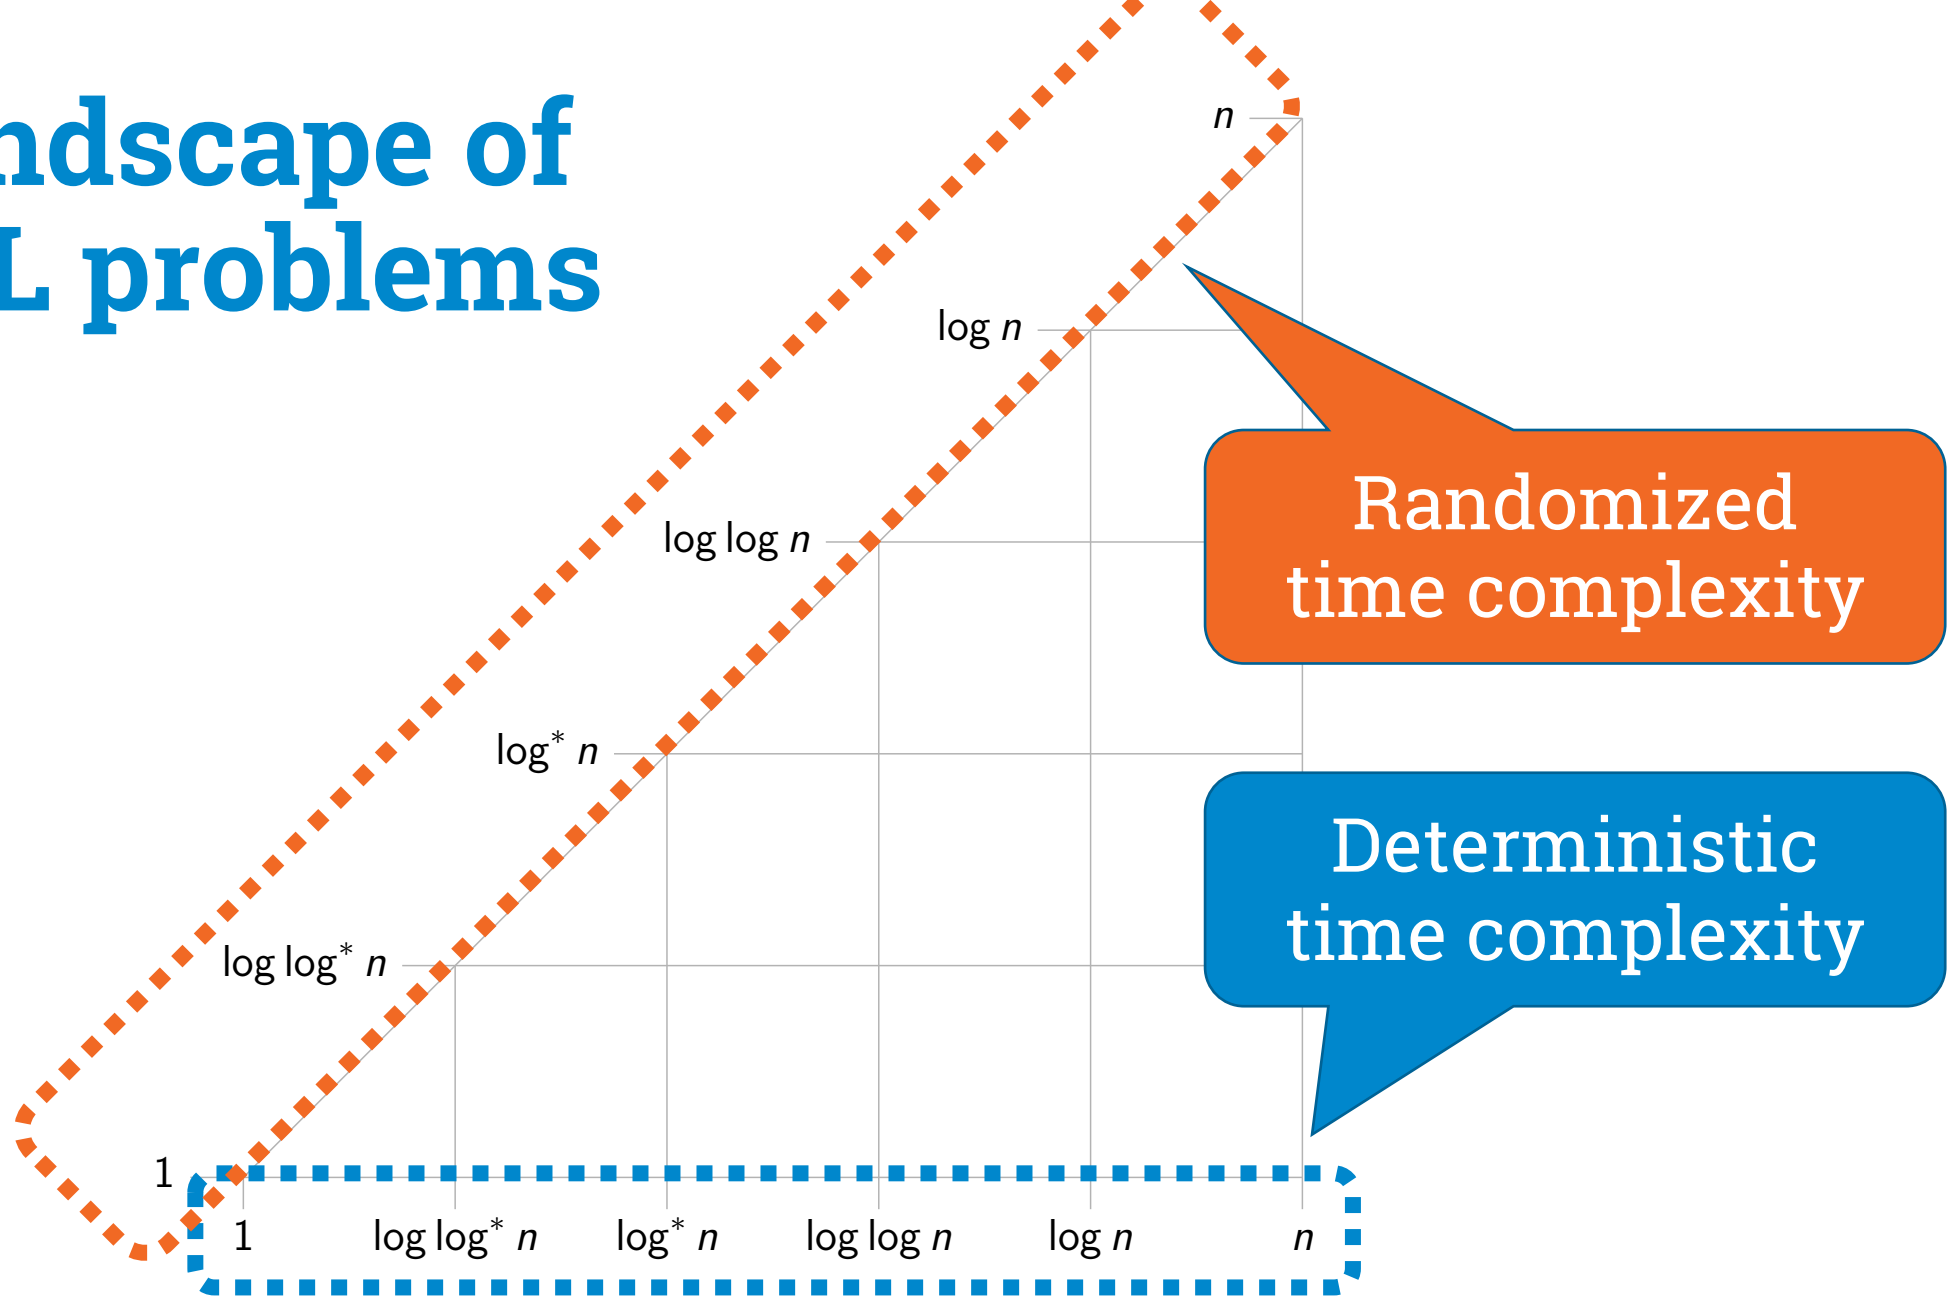 ndscape of
L problems
n
log n
log log n
log* n
log log* n
1
Randomized
time complexity
Deterministic
time complexity
1 log log* n log* n log log n log n n